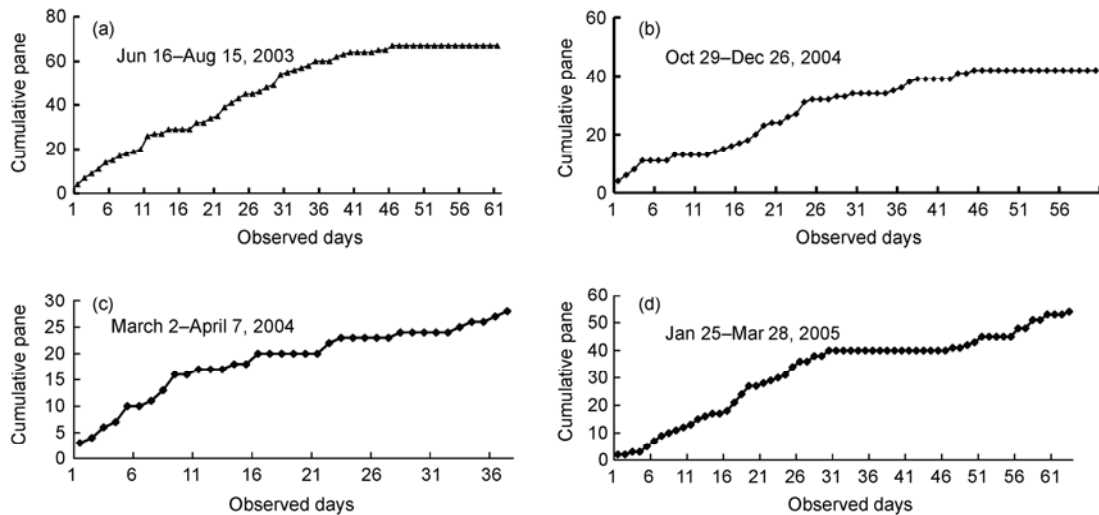 (a)
Jun 16–Aug 15, 2003
Cumulative pane
80
60
40
20
0
1 6 11 16 21 26 31 36 41 46 51 56 61
Observed days
(b)
Oct 29–Dec 26, 2004
Cumulative pane
60
40
20
0
1 6 11 16 21 26 31 36 41 46 51 56
Observed days
(c)
March 2–April 7, 2004
Cumulative pane
30
25
20
15
10
5
0
1 6 11 16 21 26 31 36
Observed days
(d)
Jan 25–Mar 28, 2005
Cumulative pane
60
50
40
30
20
10
0
1 6 11 16 21 26 31 36 41 46 51 56 61
Observed days